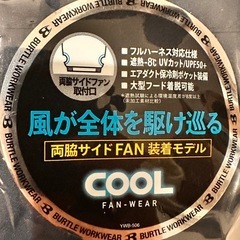 BURTLE WORKWEAR
両脇サイドファン
取付口
• フルハーネス対応仕様
• 遮熱-8℃ UVカット/UPF50+
• エアダクト保冷剤ポケット装備
• 大型フード着脱可能
風が全体を駆け巡る
両脇サイドFAN 装着モデル
COOL
FAN-WEAR
BURTLE WORKWEAR